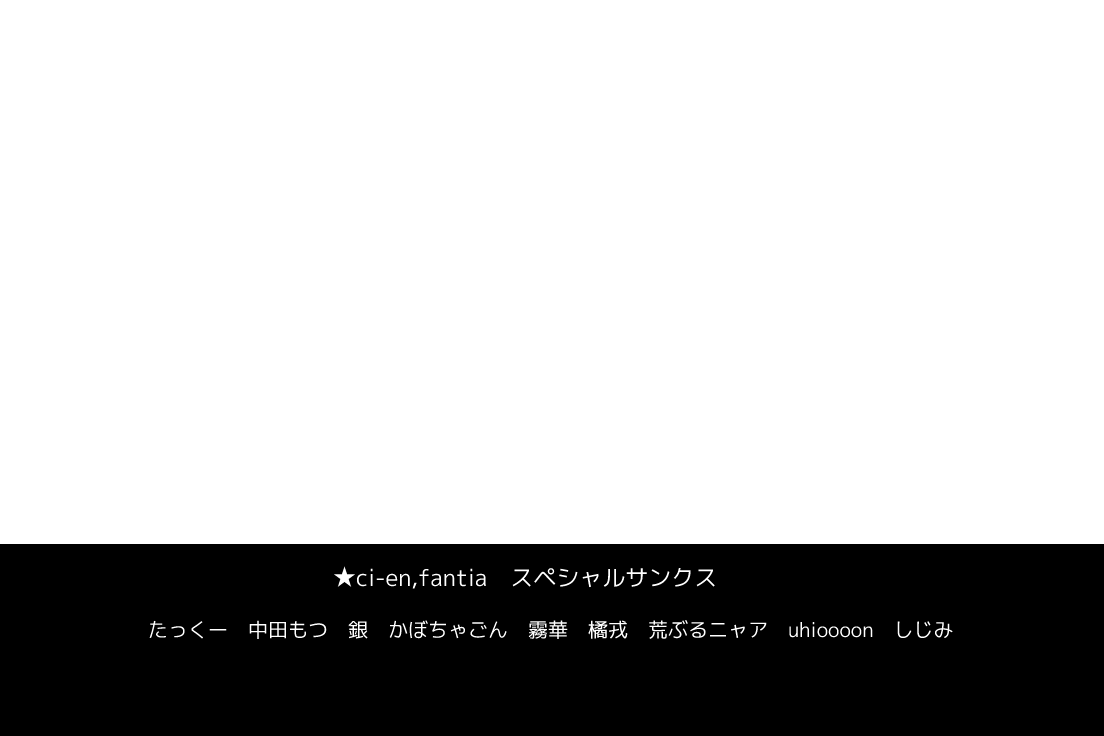 ★ci-en,fantia　スペシャルサンクス
たっくー　中田もつ　銀　かぼちゃごん　霧華　橘戎　荒ぶるニャア　uhioooon　しじみ